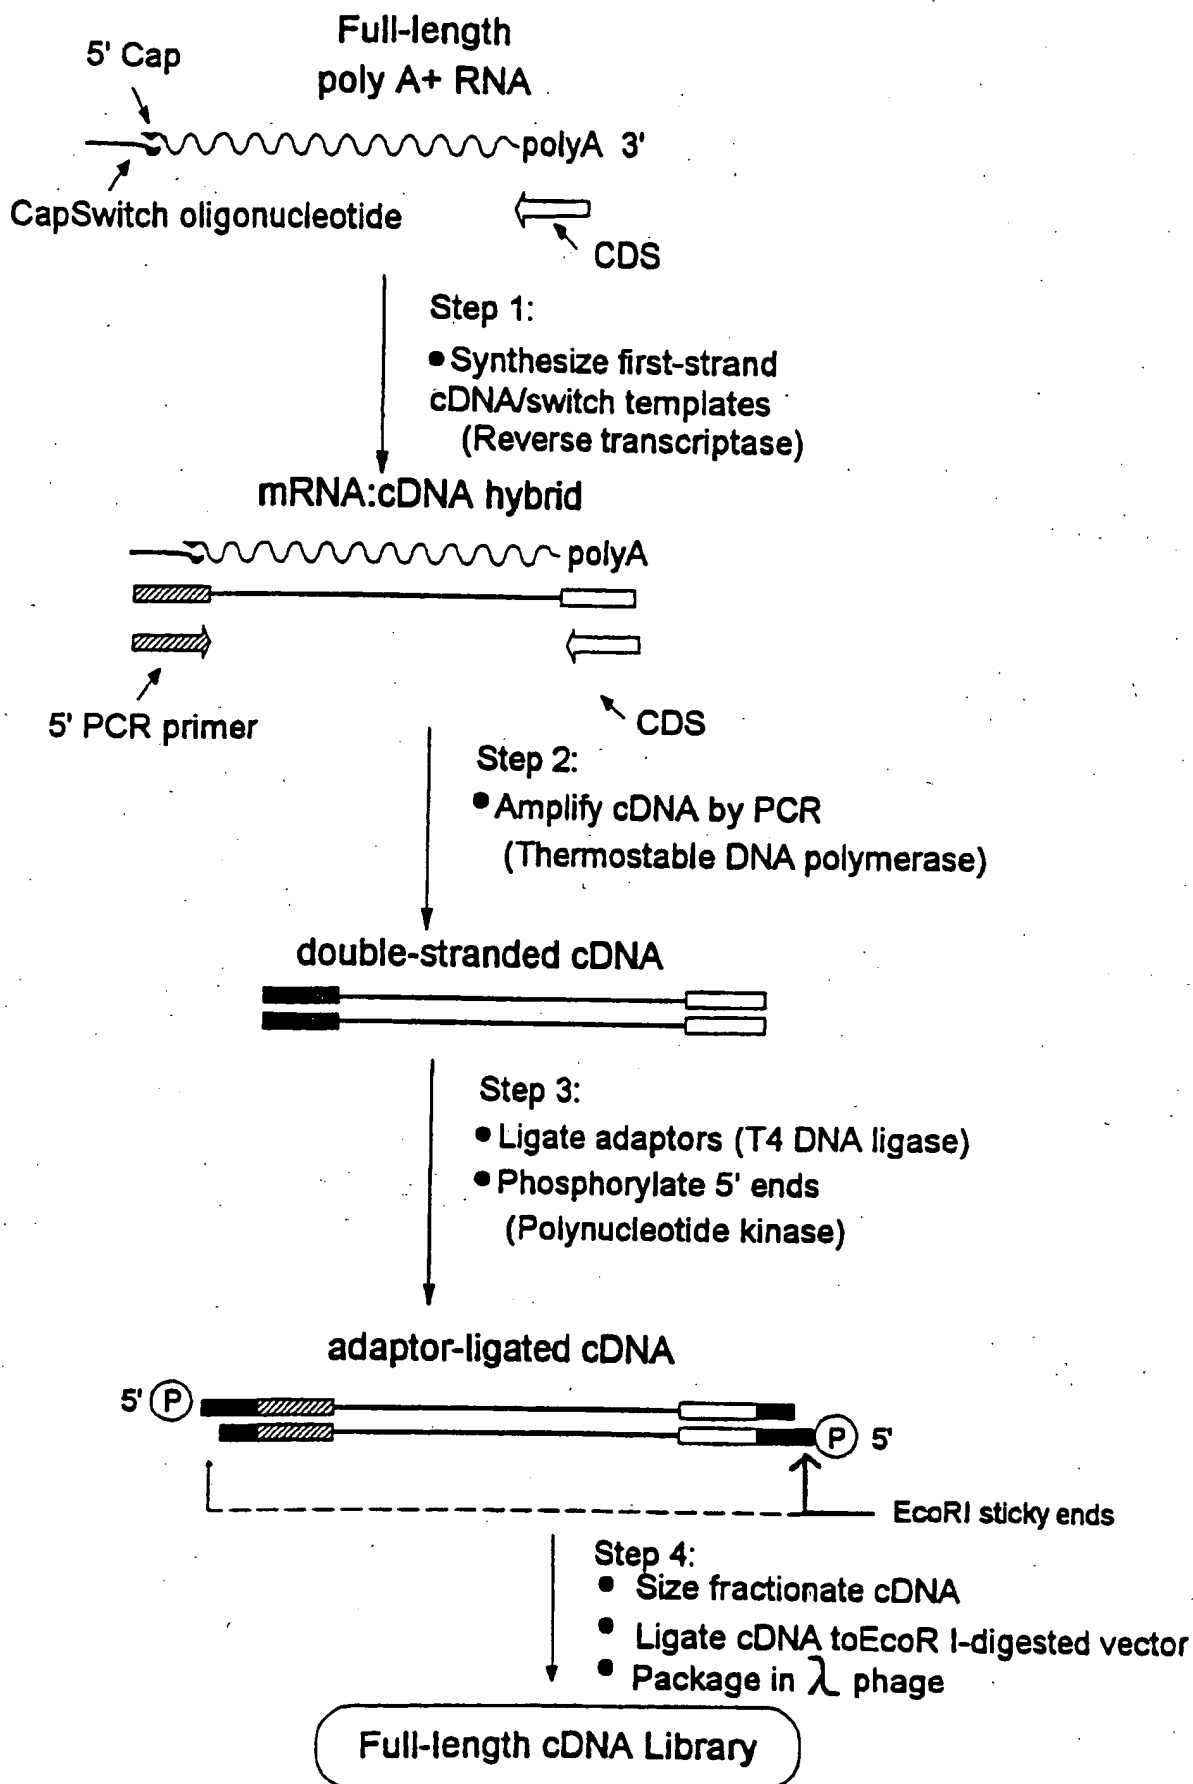 Full-length
poly A+ RNA
5' Cap
polyA 3'
CapSwitch oligonucleotide
CDS
Step 1:
• Synthesize first-strand
cDNA/switch templates
(Reverse transcriptase)
mRNA:cDNA hybrid
polyA
5' PCR primer
CDS
Step 2:
• Amplify cDNA by PCR
(Thermostable DNA polymerase)
double-stranded cDNA
Step 3:
• Ligate adaptors (T4 DNA ligase)
• Phosphorylate 5' ends
(Polynucleotide kinase)
adaptor-ligated cDNA
5' P
P 5'
EcoRI sticky ends
Step 4:
• Size fractionate cDNA
• Ligate cDNA toEcoR I-digested vector
• Package in λ phage
Full-length cDNA Library